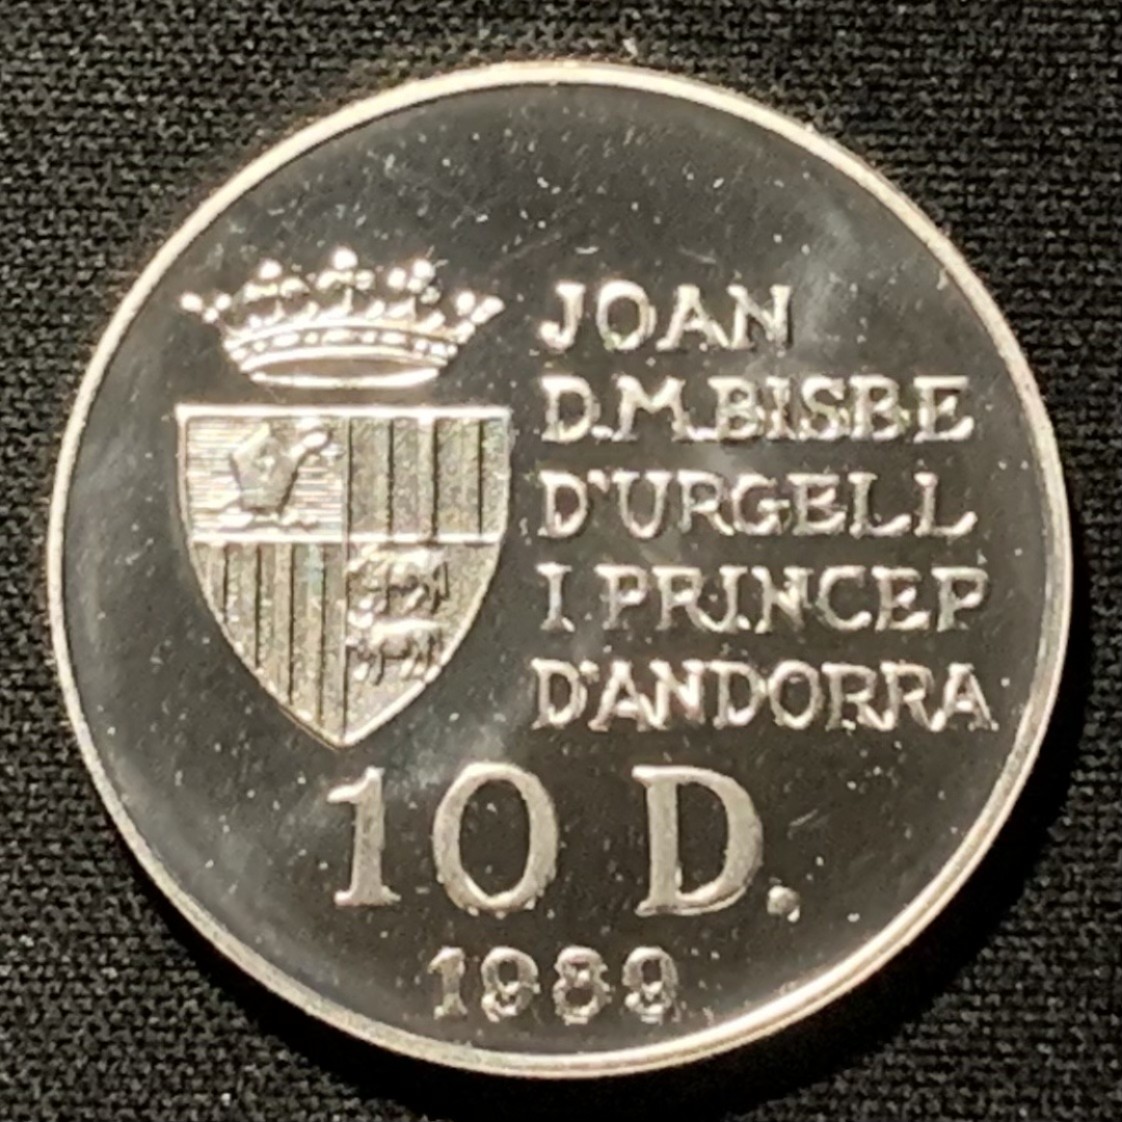 JOAN
D.M.BISBE
D'URGELL
I PRINCEP
D'ANDORRA
10 D.
1989